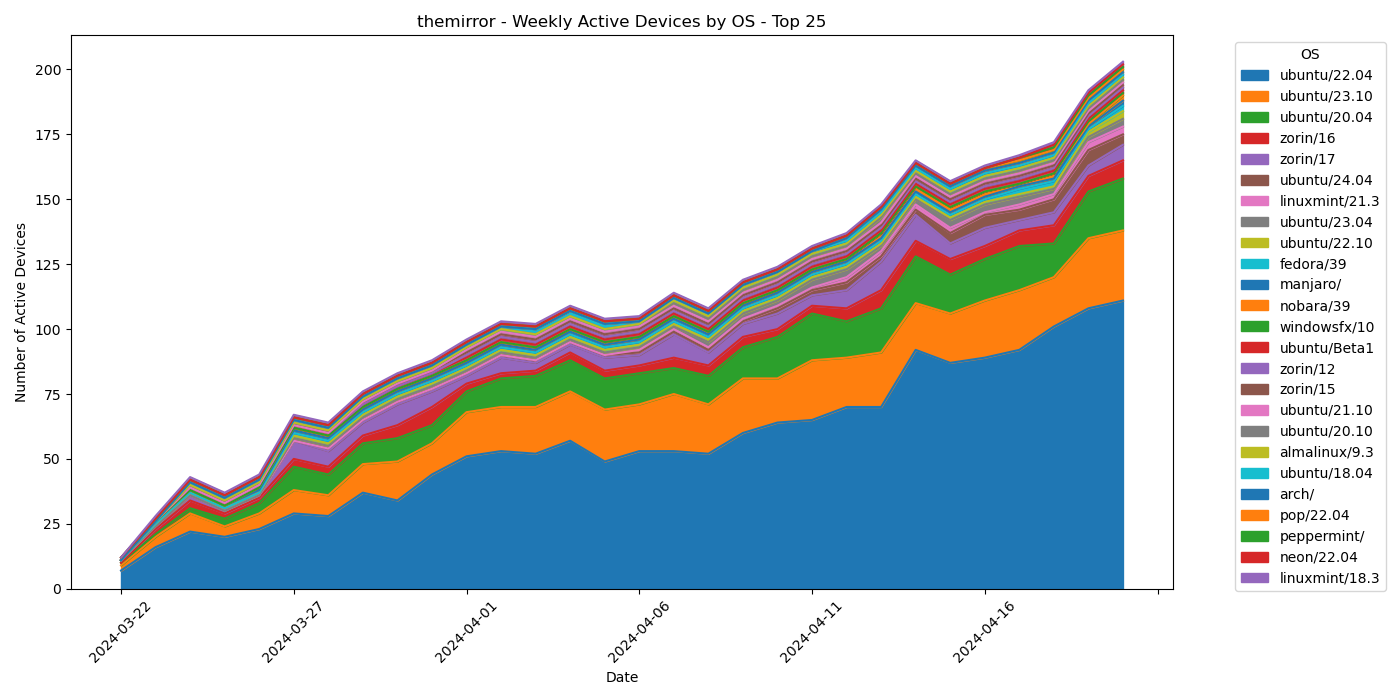 themirror - Weekly Active Devices by OS - Top 25
Number of Active Devices
200
175
150
125
100
75
50
25
0
2024-03-22
2024-03-27
2024-04-01
2024-04-06
2024-04-11
2024-04-16
Date
OS
ubuntu/22.04
ubuntu/23.10
ubuntu/20.04
zorin/16
zorin/17
ubuntu/24.04
linuxmint/21.3
ubuntu/23.04
ubuntu/22.10
fedora/39
manjaro/
nobara/39
windowsfx/10
ubuntu/Beta1
zorin/12
zorin/15
ubuntu/21.10
ubuntu/20.10
almalinux/9.3
ubuntu/18.04
arch/
pop/22.04
peppermint/
neon/22.04
linuxmint/18.3